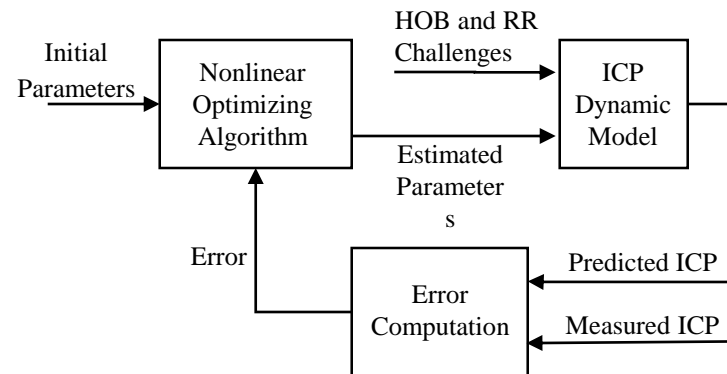 Initial
Parameters
Nonlinear
Optimizing
Algorithm
HOB and RR
Challenges
ICP
Dynamic
Model
Estimated
Parameter
s
Error
Error
Computation
Predicted ICP
Measured ICP